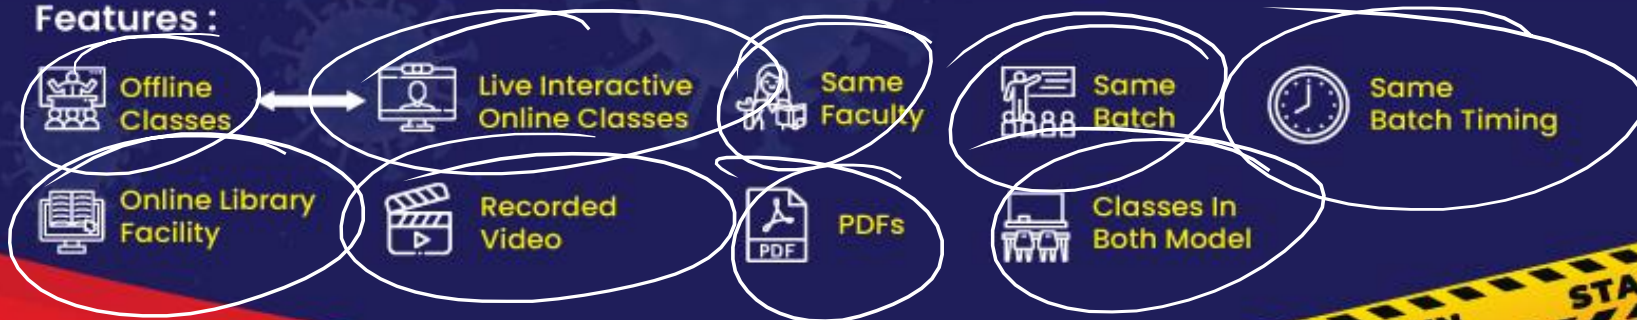 Features :
Offline
Classes
Live Interactive
Online Classes
Same
Faculty
Same
Batch
Same
Batch Timing
Online Library
Facility
Recorded
Video
PDF
PDFs
Classes In
Both Model
STA